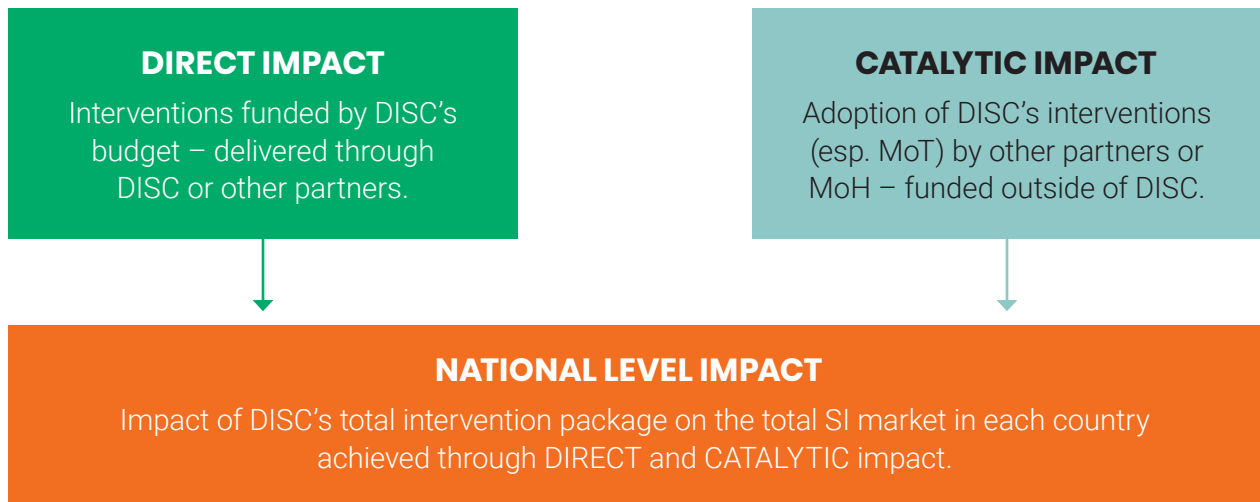 DIRECT IMPACT
Interventions funded by DISC’s
budget – delivered through
DISC or other partners.
CATALYTIC IMPACT
Adoption of DISC’s interventions
(esp. MoT) by other partners or
MoH – funded outside of DISC.
NATIONAL LEVEL IMPACT
Impact of DISC’s total intervention package on the total SI market in each country
achieved through DIRECT and CATALYTIC impact.